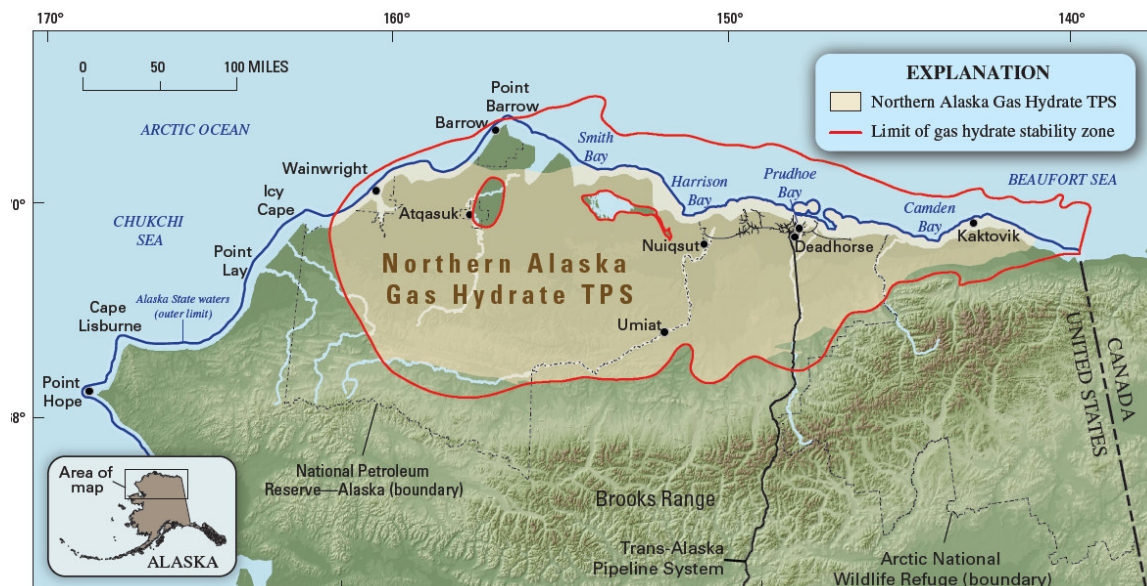 170°
160°
150°
140°
0
50
100 MILES
EXPLANATION
Northern Alaska Gas Hydrate TPS
Limit of gas hydrate stability zone
ARCTIC OCEAN
Point
Barrow
Barrow
Smith
Bay
Wainwright
Harrison
Bay
Prudhoe
Bay
BEAUFORT SEA
Icy
Cape
0°
Atqasuk
Camden
Bay
Kaktovik
CHUKCHI
SEA
Nuiqsut
Deadhorse
Point
Lay
Northern Alaska
Gas Hydrate TPS
Cape
Lisburne
Alaska State waters
(outer limit)
Umiat
CANADA
UNITED STATES
Point
Hope
68°
Area of
map
ALASKA
National Petroleum
Reserve—Alaska (boundary)
Brooks Range
Trans-Alaska
Pipeline System
Arctic National
Wildlife Refuge (boundary)